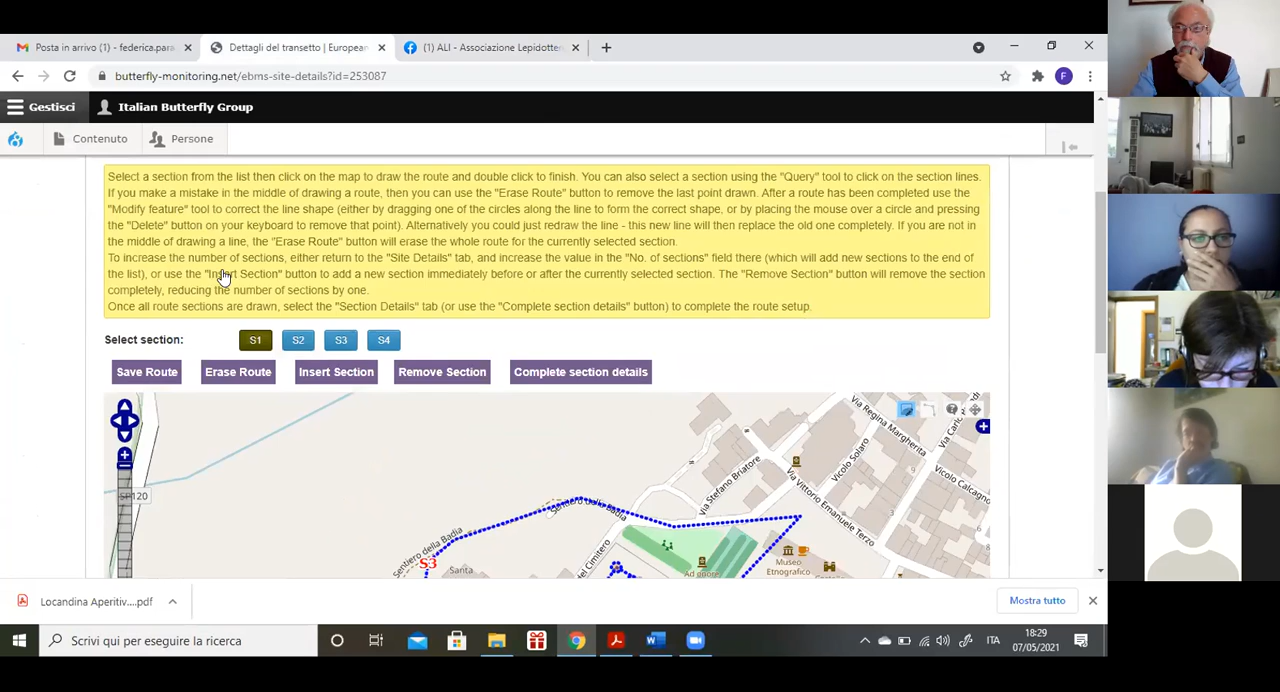 Posta in arrivo (1) - federica.para
Dettagli del transetto | European
(1) ALI - Associazione Lepidotter
butterfly-monitoring.net/ebms-site-details?id=253087
F
Gestisci
Italian Butterfly Group
Contenuto
Persone
Select a section from the list then click on the map to draw the route and double click to finish. You can also select a section using the "Query" tool to click on the section lines.
If you make a mistake in the middle of drawing a route, then you can use the "Erase Route" button to remove the last point drawn. After a route has been completed use the
"Modify feature" tool to correct the line shape (either by dragging one of the circles along the line to form the correct shape, or by placing the mouse over a circle and pressing
the "Delete" button on your keyboard to remove that point). Alternatively you could just redraw the line - this new line will then replace the old one completely. If you are not in
the middle of drawing a line, the "Erase Route" button will erase the whole route for the currently selected section.
To increase the number of sections, either return to the "Site Details" tab, and increase the value in the "No. of sections" field there (which will add new sections to the end of
the list), or use the "Insert Section" button to add a new section immediately before or after the currently selected section. The "Remove Section" button will remove the section
completely, reducing the number of sections by one.
Once all route sections are drawn, select the "Section Details" tab (or use the "Complete section details" button) to complete the route setup.
Select section:
S1
S2
S3
S4
Save Route
Erase Route
Insert Section
Remove Section
Complete section details
SP120
Via Regina Margherita
Via Stefano Briatore
Vicolo Solaro
Vicolo Calcagno
Via Vittorio Emanuele Terzo
9
6
8
Sentiero della Badia
Sentiero della Badia
S3
Santa
del Cimitero
Museo
Etnografico
Locandina Aperitiv....pdf
Mostra tutto
Scrivi qui per eseguire la ricerca
ITA
18:29
07/05/2021